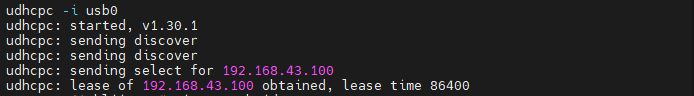 udhcpc -i usb0
udhcpc: started, v1.30.1
udhcpc: sending discover
udhcpc: sending discover
udhcpc: sending select for 192.168.43.100
udhcpc: lease of 192.168.43.100 obtained, lease time 86400